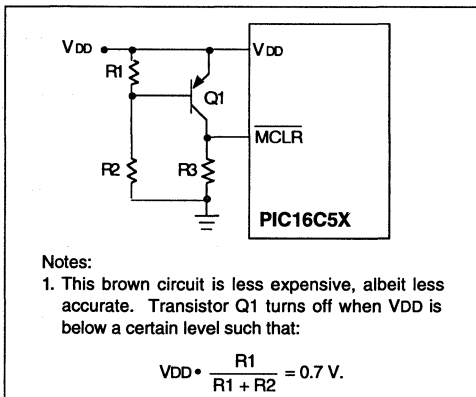 VDD
VDD
R1
Q1
MCLR
R2
R3
PIC16C5X
Notes:
1. This brown circuit is less expensive, albeit less
accurate. Transistor Q1 turns off when VDD is
below a certain level such that:
VDD • R1 / (R1 + R2) = 0.7 V.